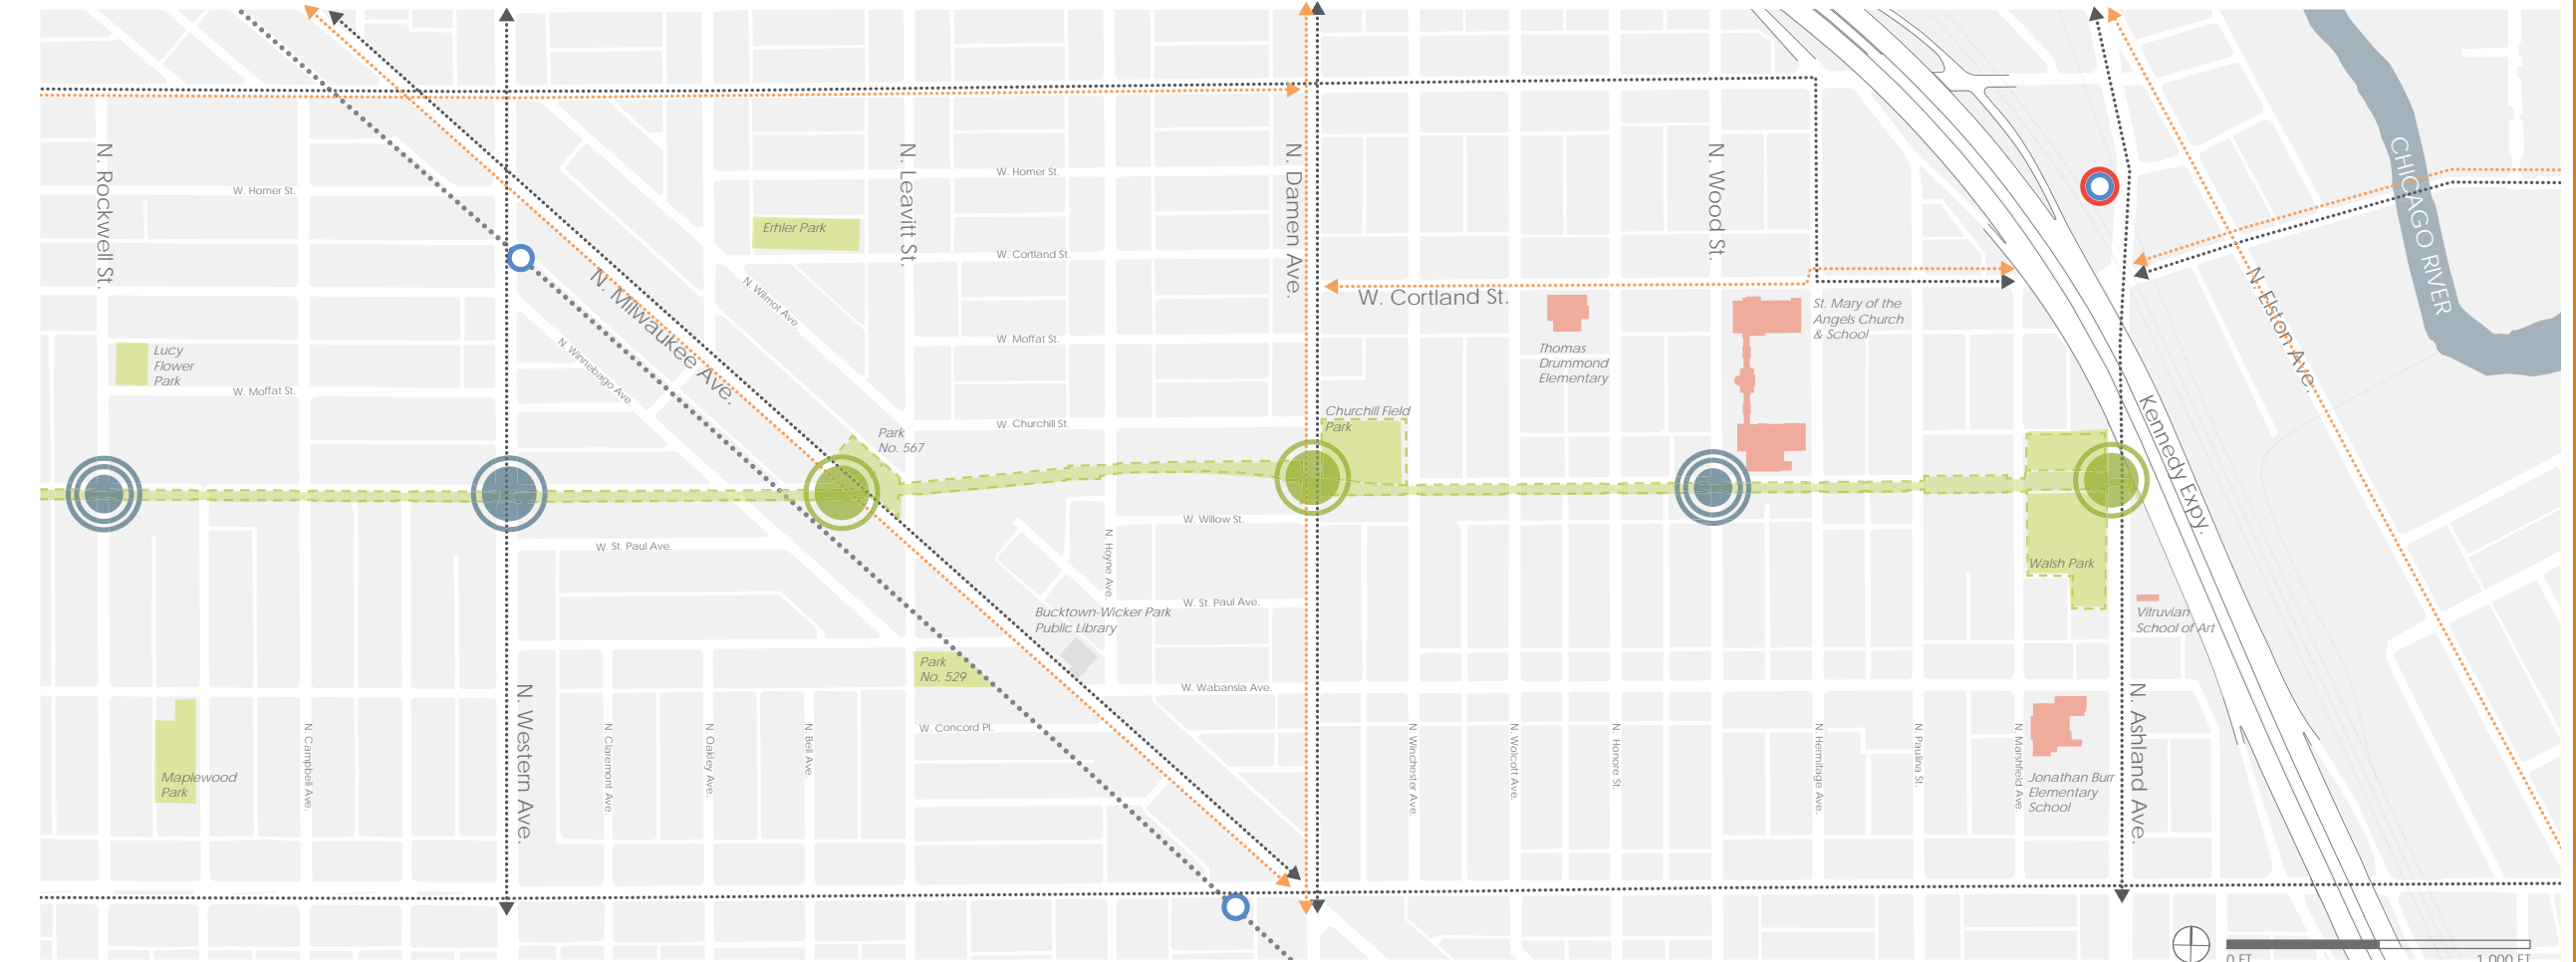 N. Rockwell St.
W. Homer St.
Erhler Park
N. Leavitt St.
W. Homer St.
W. Cortland St.
N. Damen Ave.
N. Wood St.
CHICAGO RIVER
N. Elston Ave.
N. Milwaukee Ave.
N. Wilmot Ave.
N. Winnebago Ave.
W. Cortland St.
St. Mary of the
Angels Church
& School
Thomas
Drummond
Elementary
Lucy
Flower
Park
W. Moffat St.
W. Moffat St.
Churchill Field
Park
W. Churchill St.
Park
No. 567
Kennedy Expy.
W. Willow St.
W. St. Paul Ave.
N. Hoyne Ave.
Walsh Park
W. St. Paul Ave.
Bucktown-Wicker Park
Public Library
Vitruvian
School of Art
Park
No. 529
W. Wabansia Ave.
W. Concord Pl.
N. Western Ave.
Maplewood
Park
N. Campbell Ave.
N. Claremont Ave.
N. Oakley Ave.
N. Bell Ave.
N. Winchester Ave.
N. Wolcott Ave.
N. Honore St.
N. Hermitage Ave.
N. Paulina St.
N. Marshfield Ave.
Jonathan Burr
Elementary
School
N. Ashland Ave.
0 FT
1,000 FT